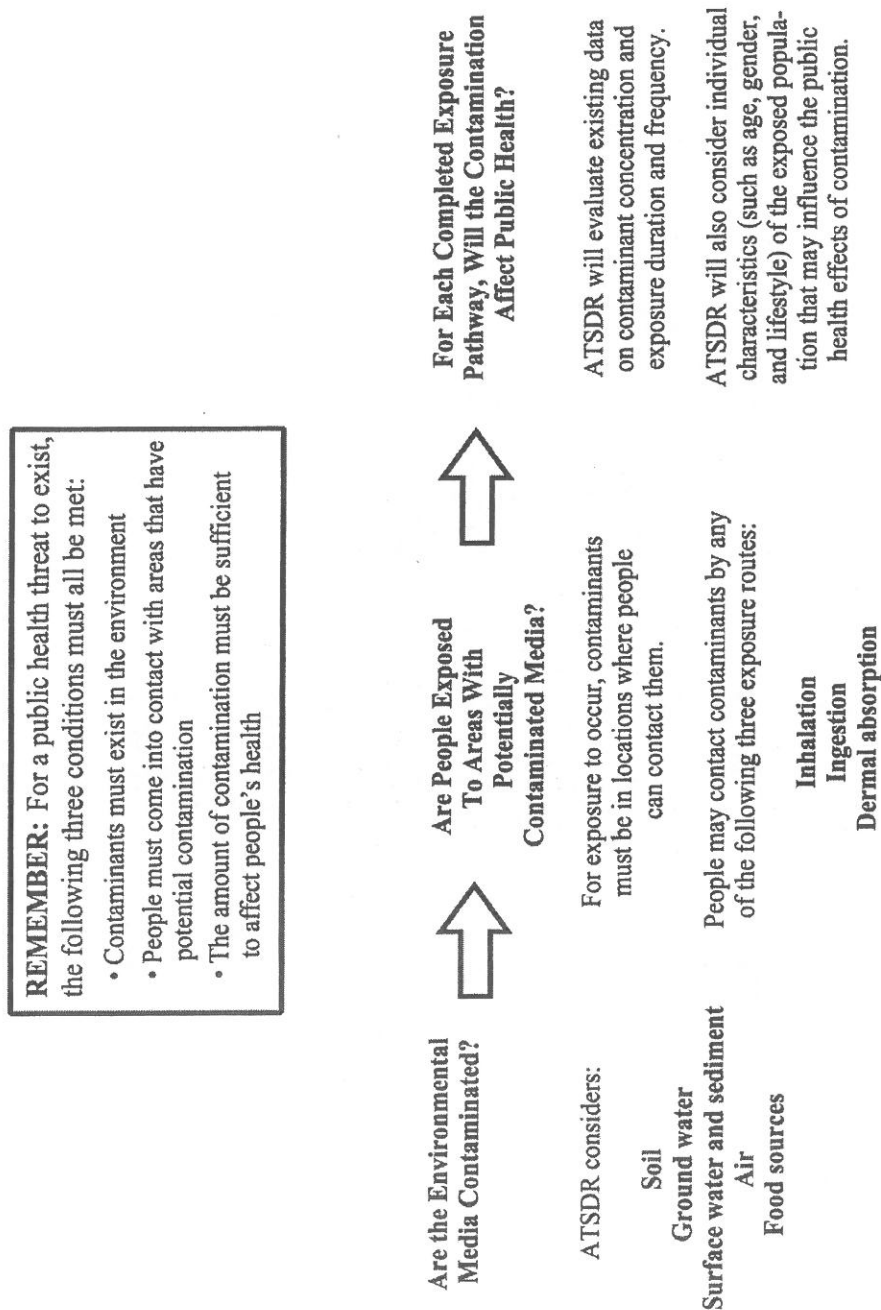 REMEMBER: For a public health threat to exist,
the following three conditions must all be met:
• Contaminants must exist in the environment
• People must come into contact with areas that have
potential contamination
• The amount of contamination must be sufficient
to affect people's health
Are the Environmental
Media Contaminated?
ATSDR considers:
Soil
Ground water
Surface water and sediment
Air
Food sources
Are People Exposed
To Areas With
Potentially
Contaminated Media?
For exposure to occur, contaminants
must be in locations where people
can contact them.
People may contact contaminants by any
of the following three exposure routes:
Inhalation
Ingestion
Dermal absorption
For Each Completed Exposure
Pathway, Will the Contamination
Affect Public Health?
ATSDR will evaluate existing data
on contaminant concentration and
exposure duration and frequency.
ATSDR will also consider individual
characteristics (such as age, gender,
and lifestyle) of the exposed popula-
tion that may influence the public
health effects of contamination.